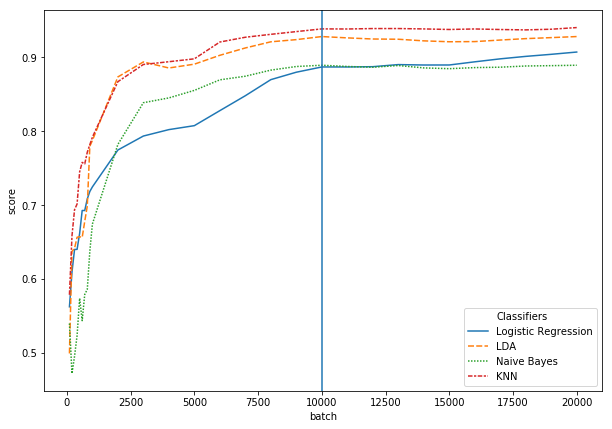 0.9
0.8
0.7
0.6
0.5
score
0 2500 5000 7500 10000 12500 15000 17500 20000
batch
Classifiers
Logistic Regression
LDA
Naive Bayes
KNN